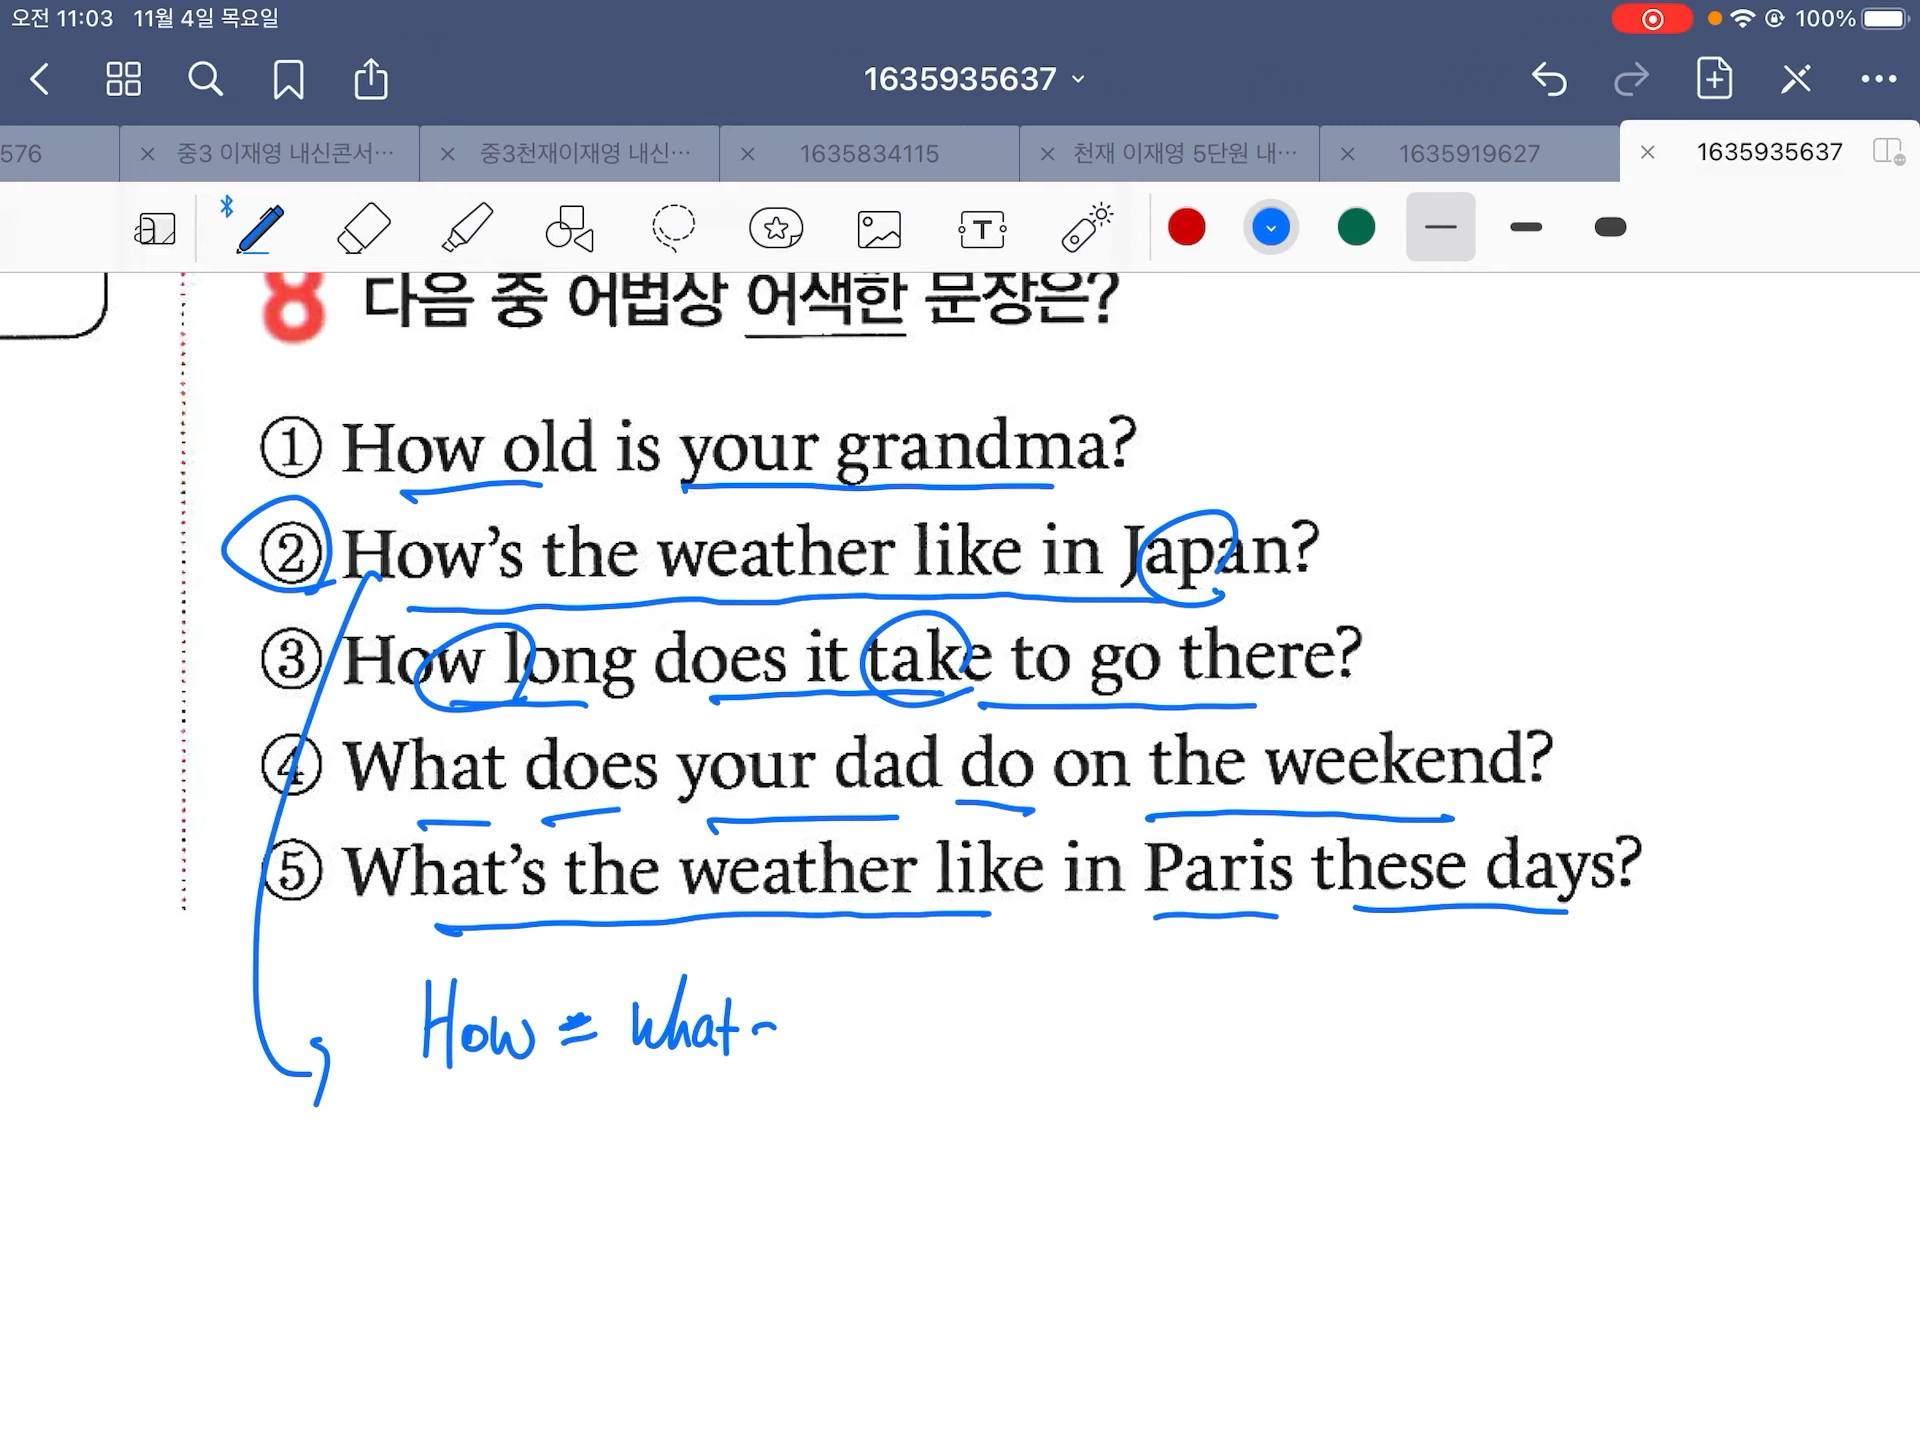 오전 11:03 11월 4일 목요일
100%
1635935637
576
중3 이재영 내신콘서…
중3천재이재영 내신…
1635834115
천재 이재영 5단원 내…
1635919627
1635935637
8 다음 중 어법상 어색한 문장은?
① How old is your grandma?
② How’s the weather like in Japan?
③ How long does it take to go there?
④ What does your dad do on the weekend?
⑤ What’s the weather like in Paris these days?
How = what ~